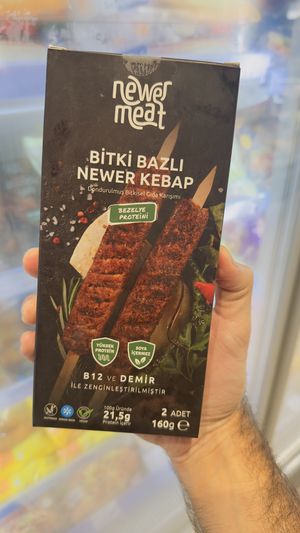 newer
meat
BİTKİ BAZLI
NEWER KEBAP
Dondurulmuş Bitkisel Gıda Karışımı
BEZELYE
PROTEİNİ
YÜKSEK
PROTEİN
SOYA
İÇERMEZ
B12 VE DEMİR
İLE ZENGİNLEŞTİRİLMİŞTİR
100g Üründe
21,5g
Protein İçerir
2 ADET
160g e